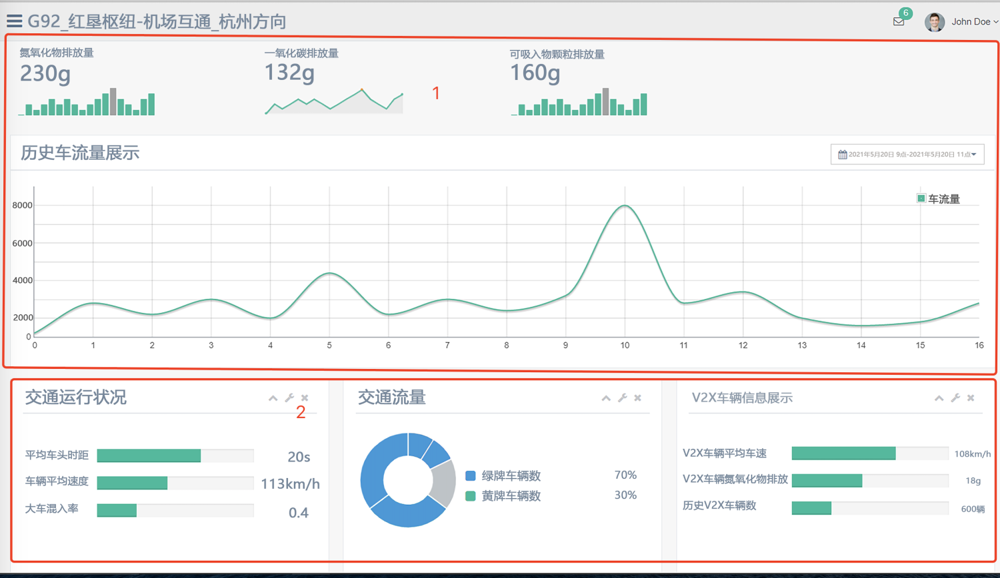 G92_红垦枢纽-机场互通_杭州方向
6
John Doe
氮氧化物排放量
230g
一氧化碳排放量
132g
可吸入物颗粒排放量
160g
1
历史车流量展示
2021年5月20日 9点-2021年5月20日 11点
车流量
8000
6000
4000
2000
0
0 1 2 3 4 5 6 7 8 9 10 11 12 13 14 15 16
交通运行状况
2
平均车头时距 20s
车辆平均速度 113km/h
大车混入率 0.4
交通流量
绿牌车辆数 70%
黄牌车辆数 30%
V2X车辆信息展示
V2X车辆平均车速 108km/h
V2X车辆氮氧化物排放 18g
历史V2X车辆数 600辆